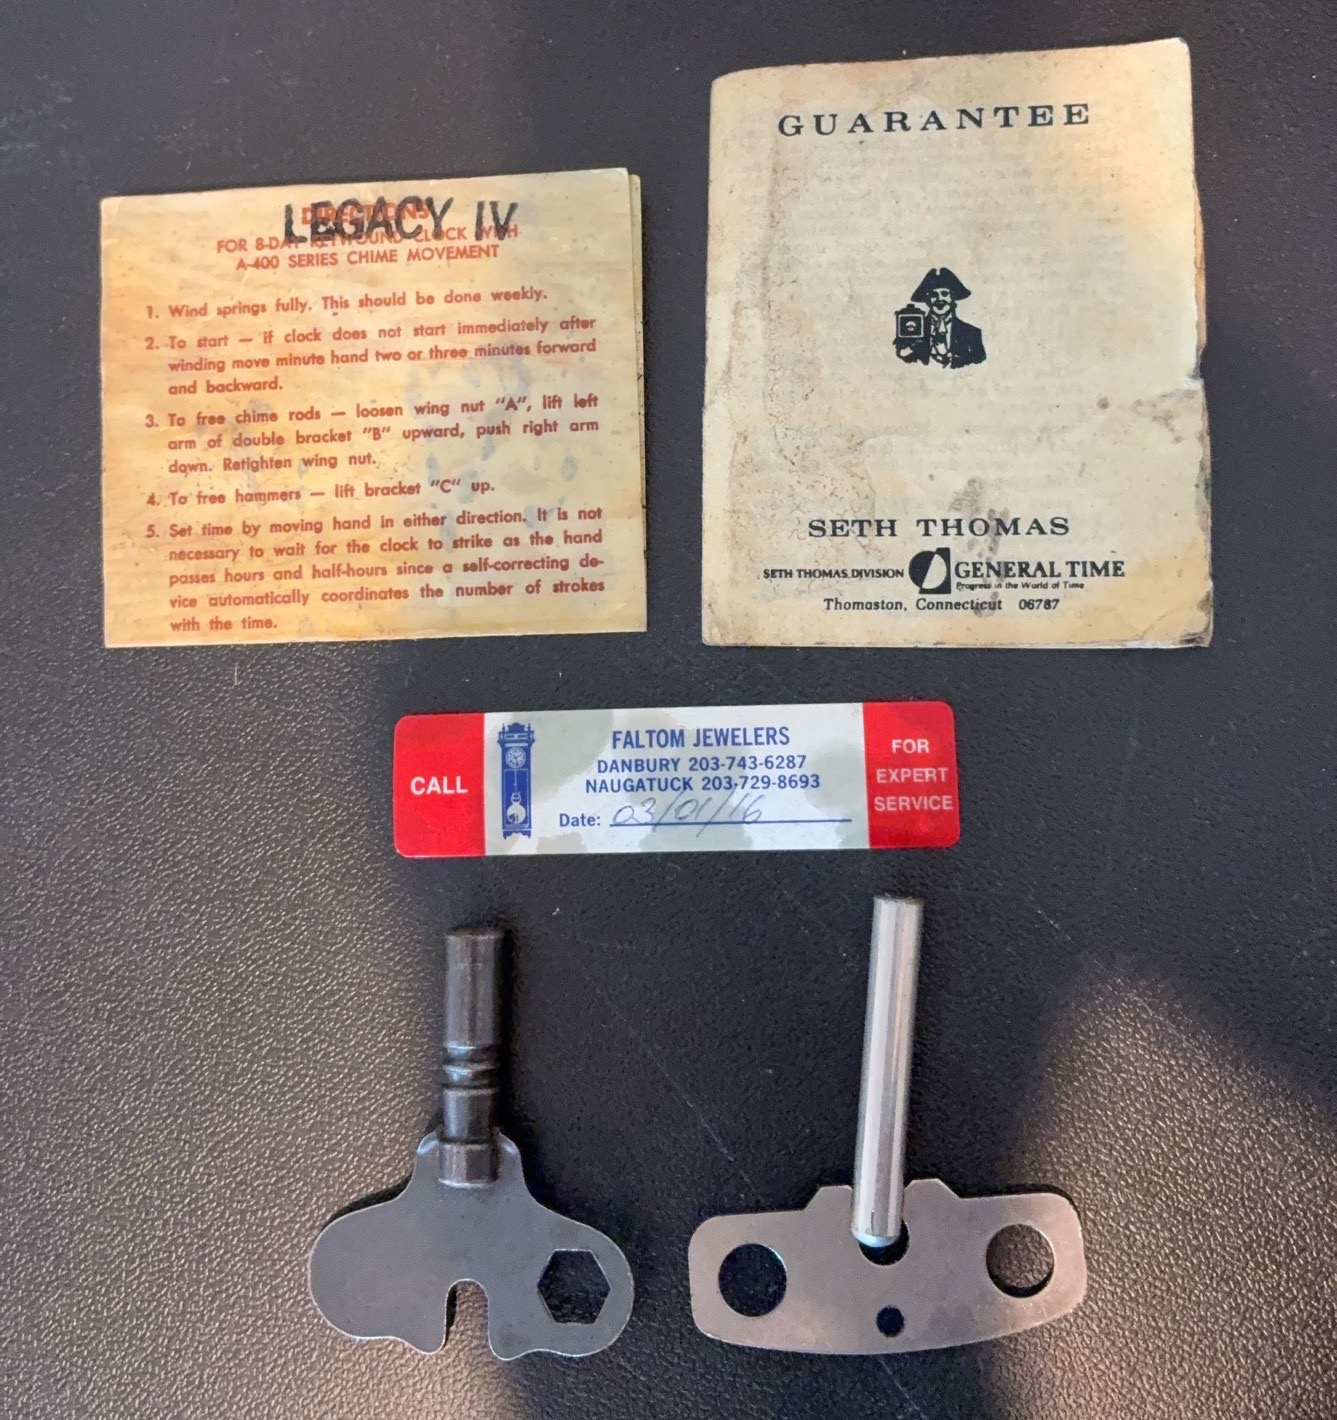 LEGACY IV
DIRECTIONS
FOR 8-DAY KEYWOUND CLOCK WITH
A-400 SERIES CHIME MOVEMENT
1. Wind springs fully. This should be done weekly.
2. To start — if clock does not start immediately after
winding move minute hand two or three minutes forward
and backward.
3. To free chime rods — loosen wing nut "A", lift left
arm of double bracket "B" upward, push right arm
down. Retighten wing nut.
4. To free hammers — lift bracket "C" up.
5. Set time by moving hand in either direction. It is not
necessary to wait for the clock to strike as the hand
passes hours and half-hours since a self-correcting de-
vice automatically coordinates the number of strokes
with the time.
GUARANTEE
SETH THOMAS
SETH THOMAS DIVISION GENERAL TIME
Progress in the World of Time
Thomaston, Connecticut 06787
CALL
FALTOM JEWELERS
DANBURY 203-743-6287
NAUGATUCK 203-729-8693
Date: 03/01/16
FOR
EXPERT
SERVICE